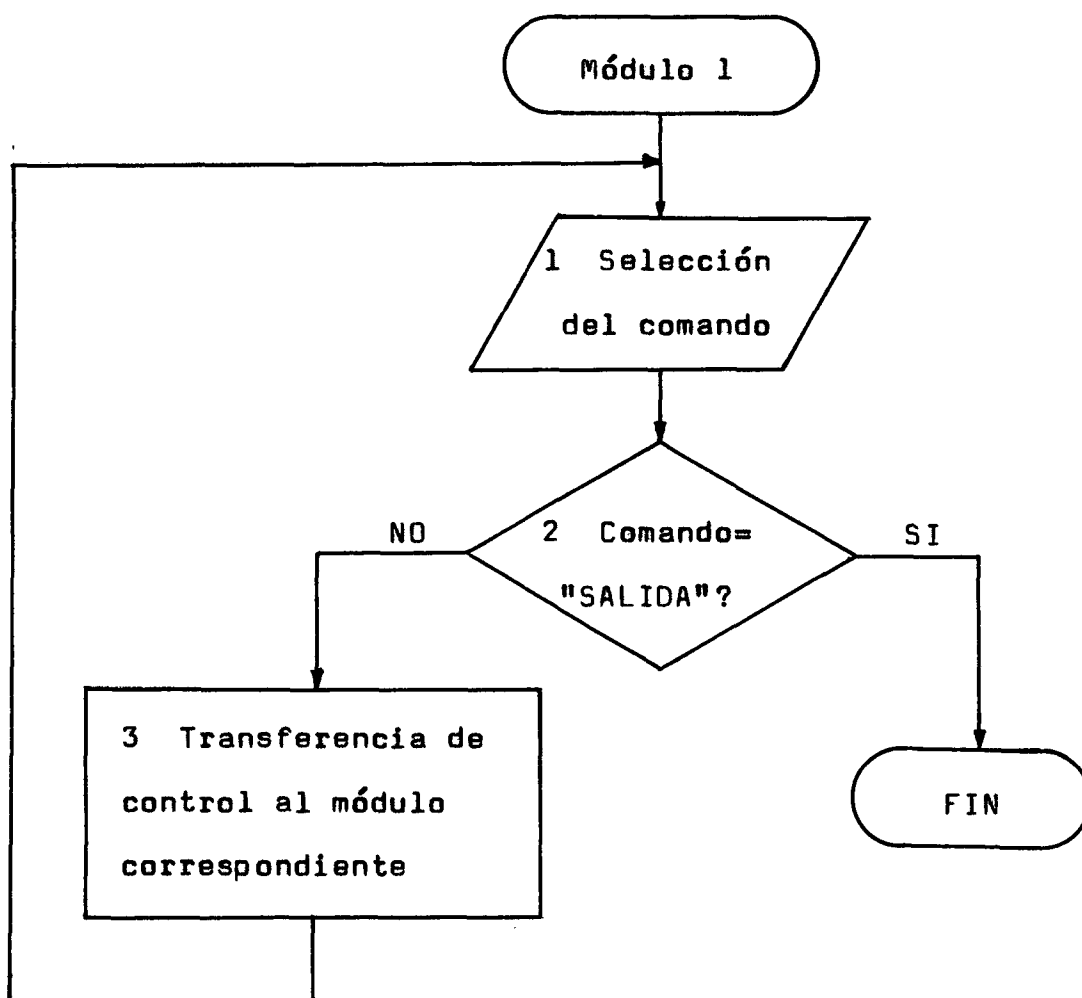 Módulo 1
1 Selección
del comando
NO
2 Comando=
"SALIDA"?
SI
3 Transferencia de
control al módulo
correspondiente
FIN